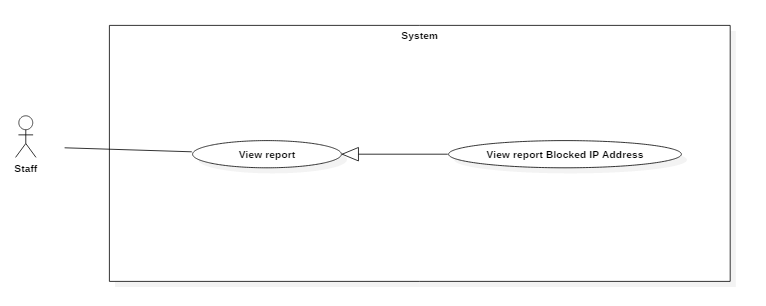 System
View report
View report Blocked IP Address
Staff